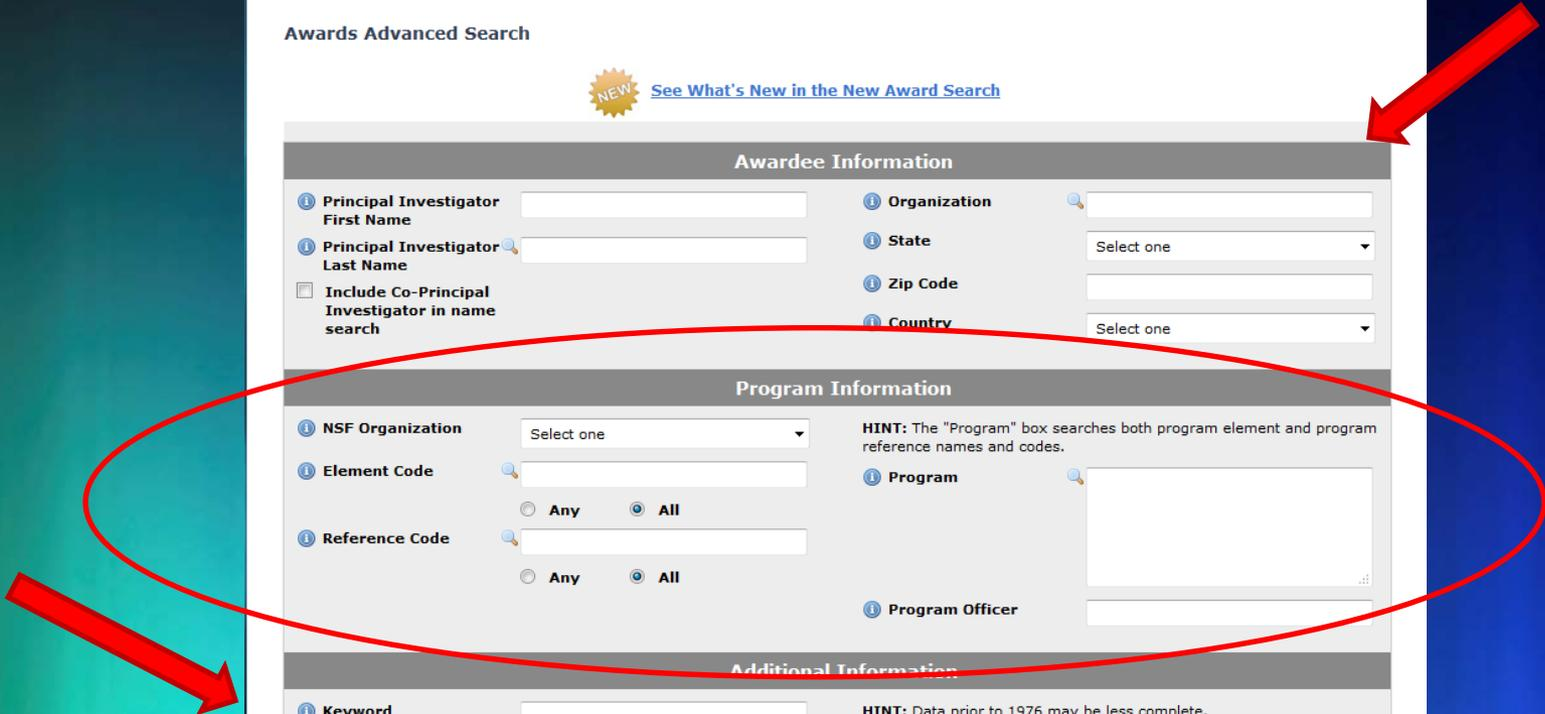 Awards Advanced Search
NEW
See What's New in the New Award Search
Awardee Information
Principal Investigator
First Name
Principal Investigator
Last Name
Include Co-Principal
Investigator in name
search
Organization
State
Select one
Zip Code
Country
Select one
Program Information
NSF Organization
Select one
Element Code
Any
All
Reference Code
Any
All
HINT: The "Program" box searches both program element and program
reference names and codes.
Program
Program Officer
Additional Information
Keyword
HINT: Data prior to 1976 may be less complete.